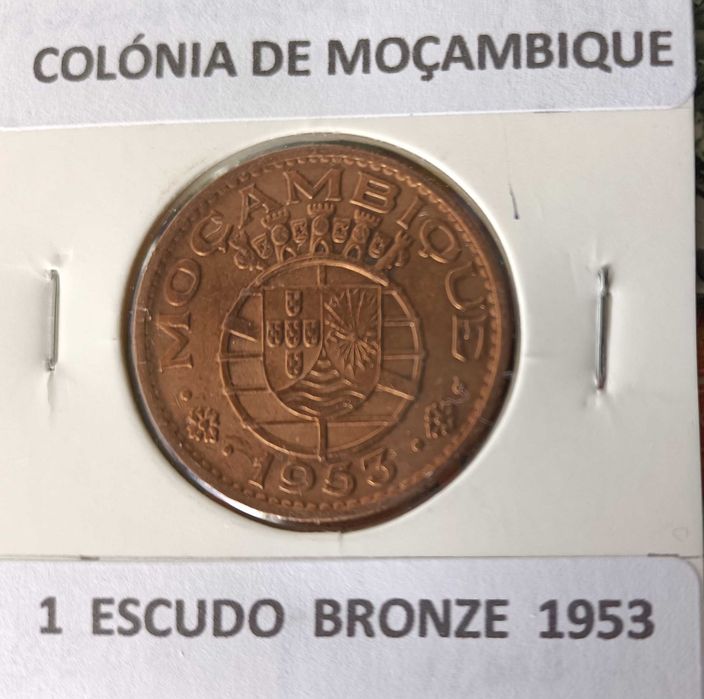 COLÓNIA DE MOÇAMBIQUE
MOÇAMBIQUE
1953
1 ESCUDO BRONZE 1953